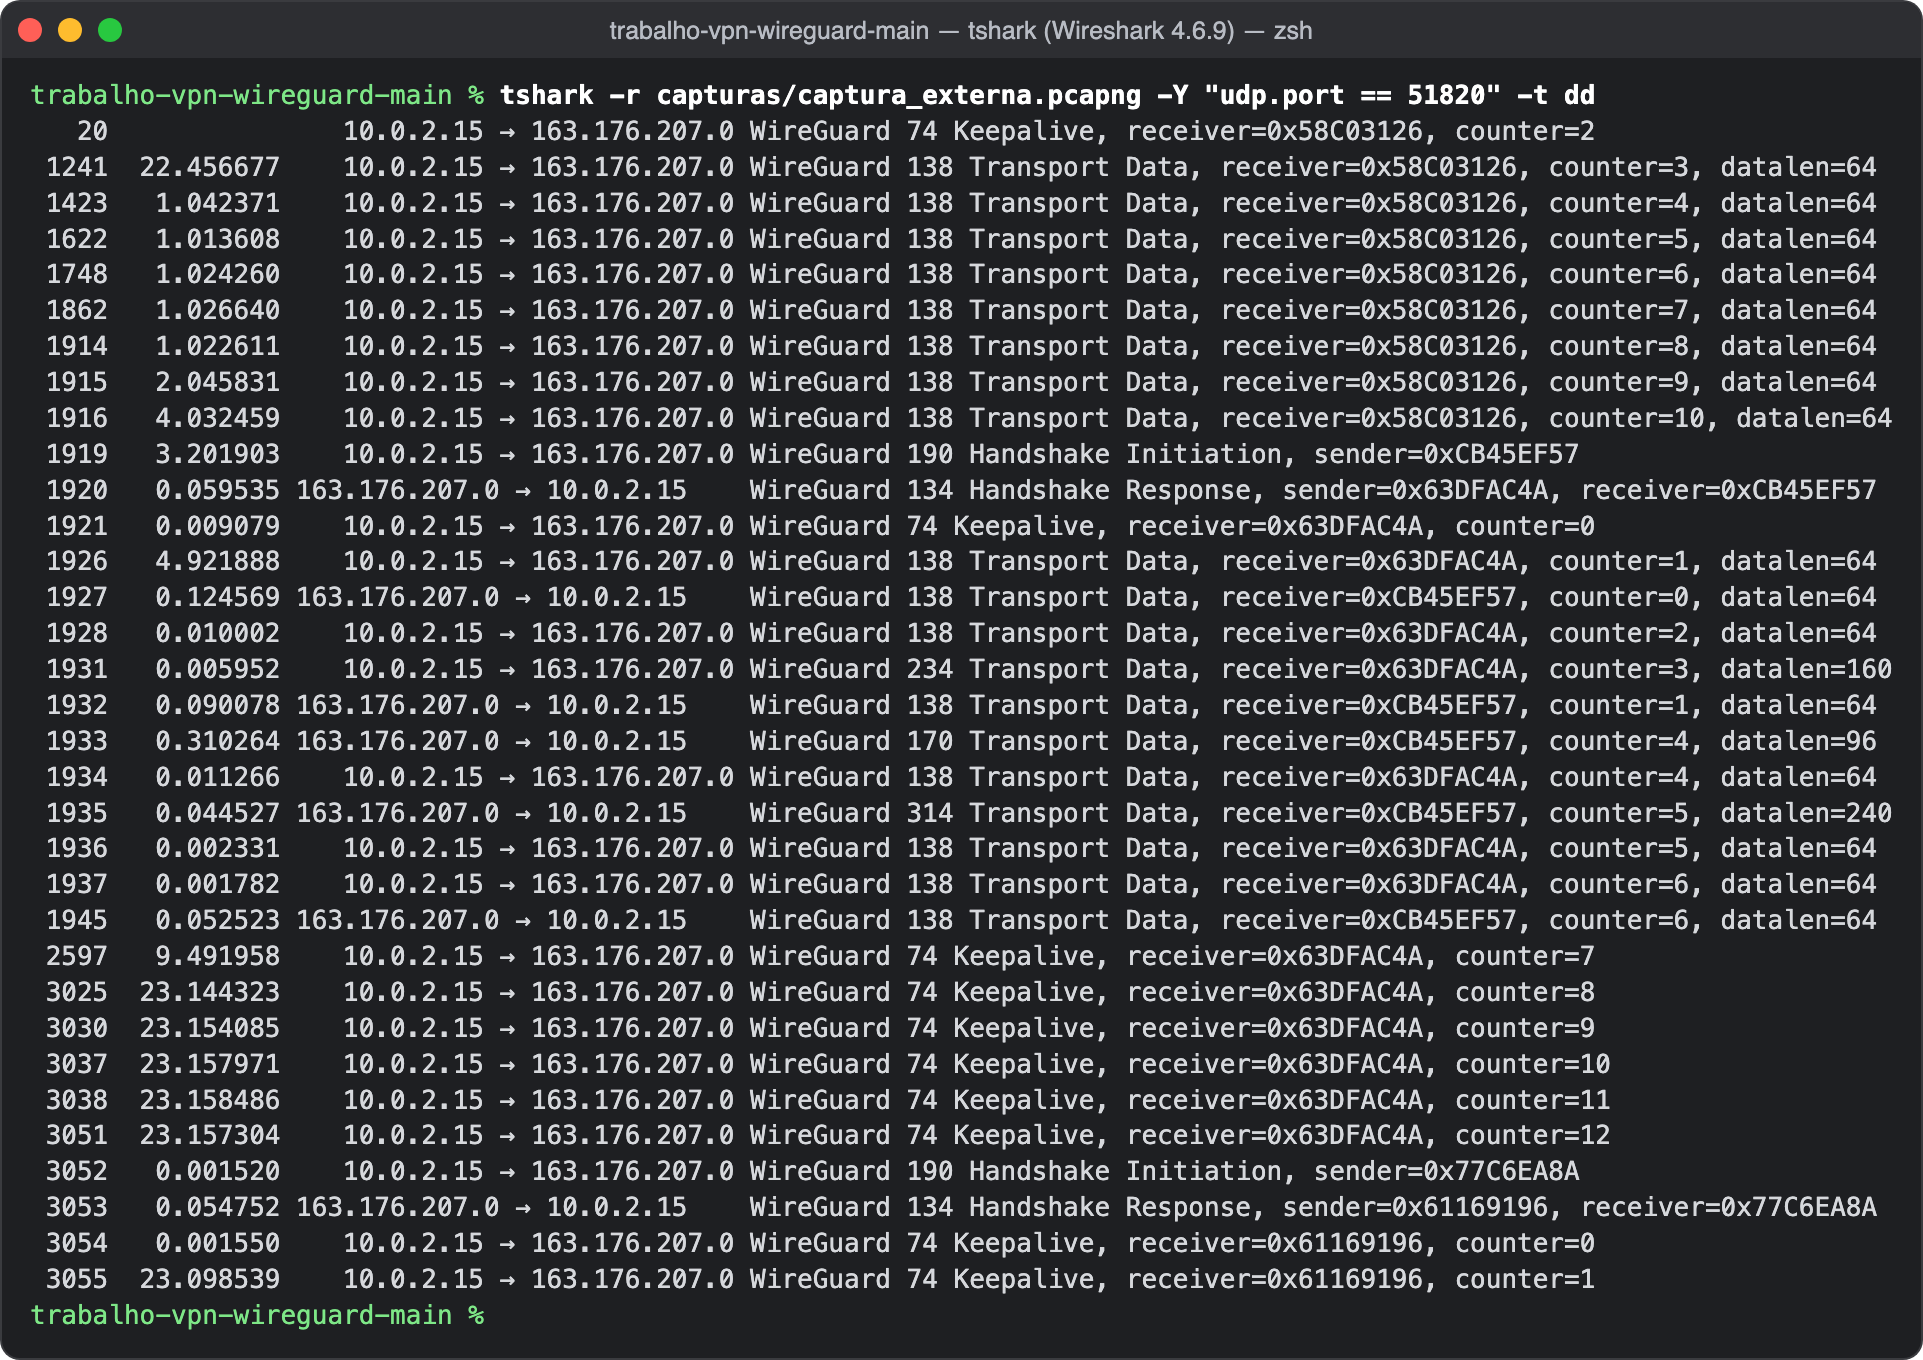 trabalho-vpn-wireguard-main — tshark (Wireshark 4.6.9) — zsh
trabalho-vpn-wireguard-main % tshark -r capturas/captura_externa.pcapng -Y "udp.port == 51820" -t dd
20 10.0.2.15 → 163.176.207.0 WireGuard 74 Keepalive, receiver=0x58C03126, counter=2
1241 22.456677 10.0.2.15 → 163.176.207.0 WireGuard 138 Transport Data, receiver=0x58C03126, counter=3, datalen=64
1423 1.042371 10.0.2.15 → 163.176.207.0 WireGuard 138 Transport Data, receiver=0x58C03126, counter=4, datalen=64
1622 1.013608 10.0.2.15 → 163.176.207.0 WireGuard 138 Transport Data, receiver=0x58C03126, counter=5, datalen=64
1748 1.024260 10.0.2.15 → 163.176.207.0 WireGuard 138 Transport Data, receiver=0x58C03126, counter=6, datalen=64
1862 1.026640 10.0.2.15 → 163.176.207.0 WireGuard 138 Transport Data, receiver=0x58C03126, counter=7, datalen=64
1914 1.022611 10.0.2.15 → 163.176.207.0 WireGuard 138 Transport Data, receiver=0x58C03126, counter=8, datalen=64
1915 2.045831 10.0.2.15 → 163.176.207.0 WireGuard 138 Transport Data, receiver=0x58C03126, counter=9, datalen=64
1916 4.032459 10.0.2.15 → 163.176.207.0 WireGuard 138 Transport Data, receiver=0x58C03126, counter=10, datalen=64
1919 3.201903 10.0.2.15 → 163.176.207.0 WireGuard 190 Handshake Initiation, sender=0xCB45EF57
1920 0.059535 163.176.207.0 → 10.0.2.15 WireGuard 134 Handshake Response, sender=0x63DFAC4A, receiver=0xCB45EF57
1921 0.009079 10.0.2.15 → 163.176.207.0 WireGuard 74 Keepalive, receiver=0x63DFAC4A, counter=0
1926 4.921888 10.0.2.15 → 163.176.207.0 WireGuard 138 Transport Data, receiver=0x63DFAC4A, counter=1, datalen=64
1927 0.124569 163.176.207.0 → 10.0.2.15 WireGuard 138 Transport Data, receiver=0xCB45EF57, counter=0, datalen=64
1928 0.010002 10.0.2.15 → 163.176.207.0 WireGuard 138 Transport Data, receiver=0x63DFAC4A, counter=2, datalen=64
1931 0.005952 10.0.2.15 → 163.176.207.0 WireGuard 234 Transport Data, receiver=0x63DFAC4A, counter=3, datalen=160
1932 0.090078 163.176.207.0 → 10.0.2.15 WireGuard 138 Transport Data, receiver=0xCB45EF57, counter=1, datalen=64
1933 0.310264 163.176.207.0 → 10.0.2.15 WireGuard 170 Transport Data, receiver=0xCB45EF57, counter=4, datalen=96
1934 0.011266 10.0.2.15 → 163.176.207.0 WireGuard 138 Transport Data, receiver=0x63DFAC4A, counter=4, datalen=64
1935 0.044527 163.176.207.0 → 10.0.2.15 WireGuard 314 Transport Data, receiver=0xCB45EF57, counter=5, datalen=240
1936 0.002331 10.0.2.15 → 163.176.207.0 WireGuard 138 Transport Data, receiver=0x63DFAC4A, counter=5, datalen=64
1937 0.001782 10.0.2.15 → 163.176.207.0 WireGuard 138 Transport Data, receiver=0x63DFAC4A, counter=6, datalen=64
1945 0.052523 163.176.207.0 → 10.0.2.15 WireGuard 138 Transport Data, receiver=0xCB45EF57, counter=6, datalen=64
2597 9.491958 10.0.2.15 → 163.176.207.0 WireGuard 74 Keepalive, receiver=0x63DFAC4A, counter=7
3025 23.144323 10.0.2.15 → 163.176.207.0 WireGuard 74 Keepalive, receiver=0x63DFAC4A, counter=8
3030 23.154085 10.0.2.15 → 163.176.207.0 WireGuard 74 Keepalive, receiver=0x63DFAC4A, counter=9
3037 23.157971 10.0.2.15 → 163.176.207.0 WireGuard 74 Keepalive, receiver=0x63DFAC4A, counter=10
3038 23.158486 10.0.2.15 → 163.176.207.0 WireGuard 74 Keepalive, receiver=0x63DFAC4A, counter=11
3051 23.157304 10.0.2.15 → 163.176.207.0 WireGuard 74 Keepalive, receiver=0x63DFAC4A, counter=12
3052 0.001520 10.0.2.15 → 163.176.207.0 WireGuard 190 Handshake Initiation, sender=0x77C6EA8A
3053 0.054752 163.176.207.0 → 10.0.2.15 WireGuard 134 Handshake Response, sender=0x61169196, receiver=0x77C6EA8A
3054 0.001550 10.0.2.15 → 163.176.207.0 WireGuard 74 Keepalive, receiver=0x61169196, counter=0
3055 23.098539 10.0.2.15 → 163.176.207.0 WireGuard 74 Keepalive, receiver=0x61169196, counter=1
trabalho-vpn-wireguard-main %